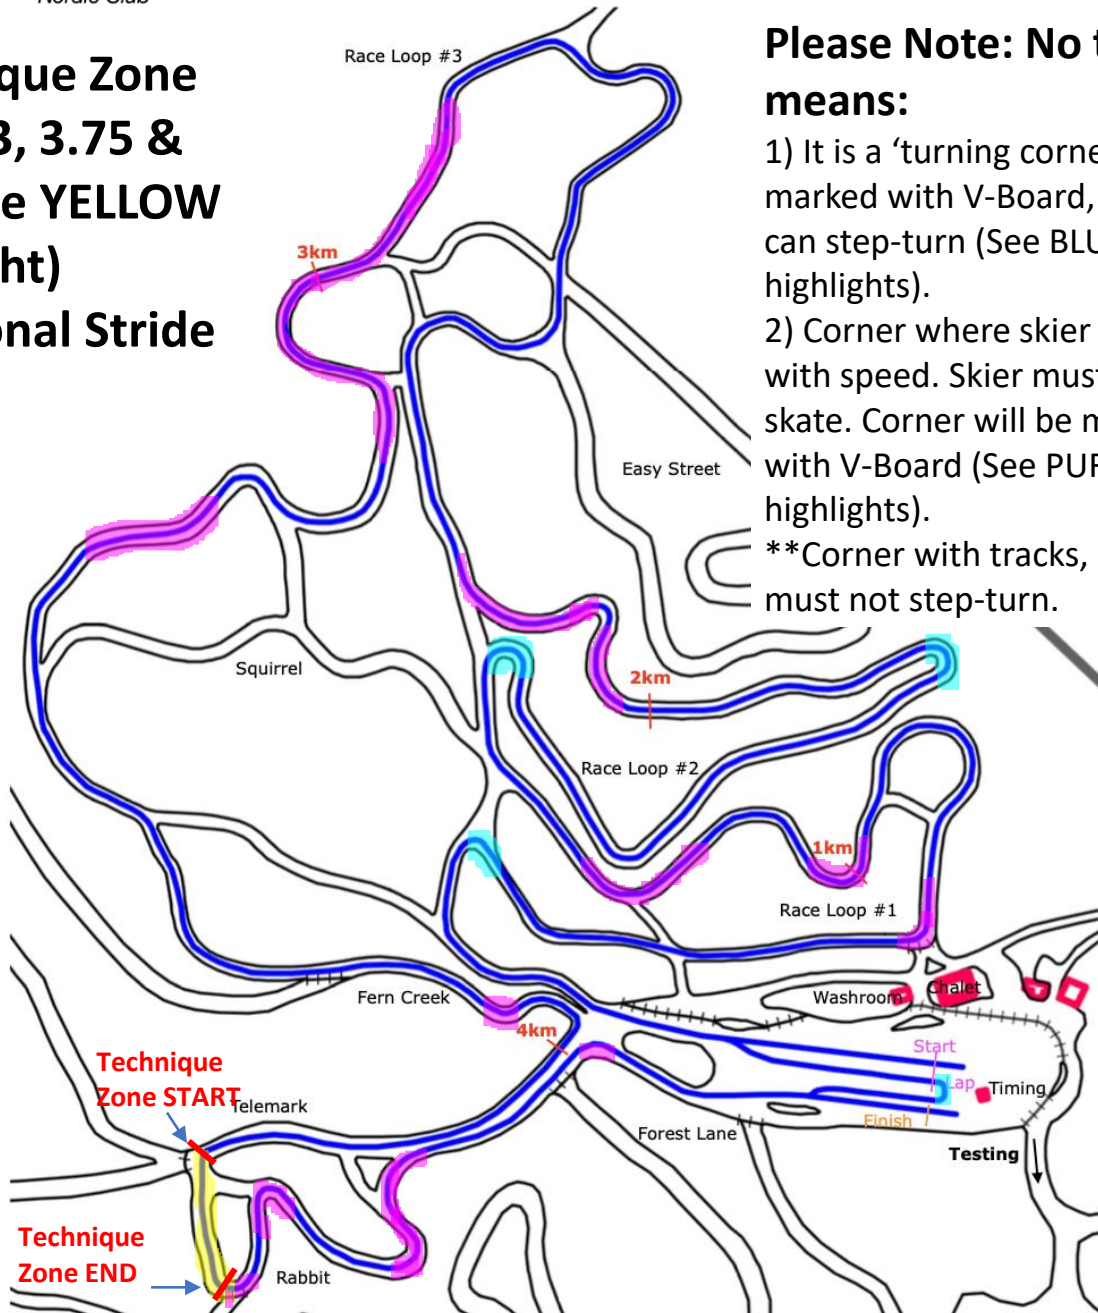 Nordic Club
que Zone
3, 3.75 &
e YELLOW
ht)
onal Stride
Please Note: No t
means:
1) It is a ‘turning corne
marked with V-Board,
can step-turn (See BLU
highlights).
2) Corner where skier
with speed. Skier must
skate. Corner will be m
with V-Board (See PUR
highlights).
**Corner with tracks,
must not step-turn.
Race Loop #3
3km
Easy Street
Squirrel
2km
Race Loop #2
1km
Race Loop #1
Fern Creek
Washroom
Chalet
4km
Start
Lap
Timing
Finish
Technique
Zone START
Telemark
Forest Lane
Testing
Technique
Zone END
Rabbit